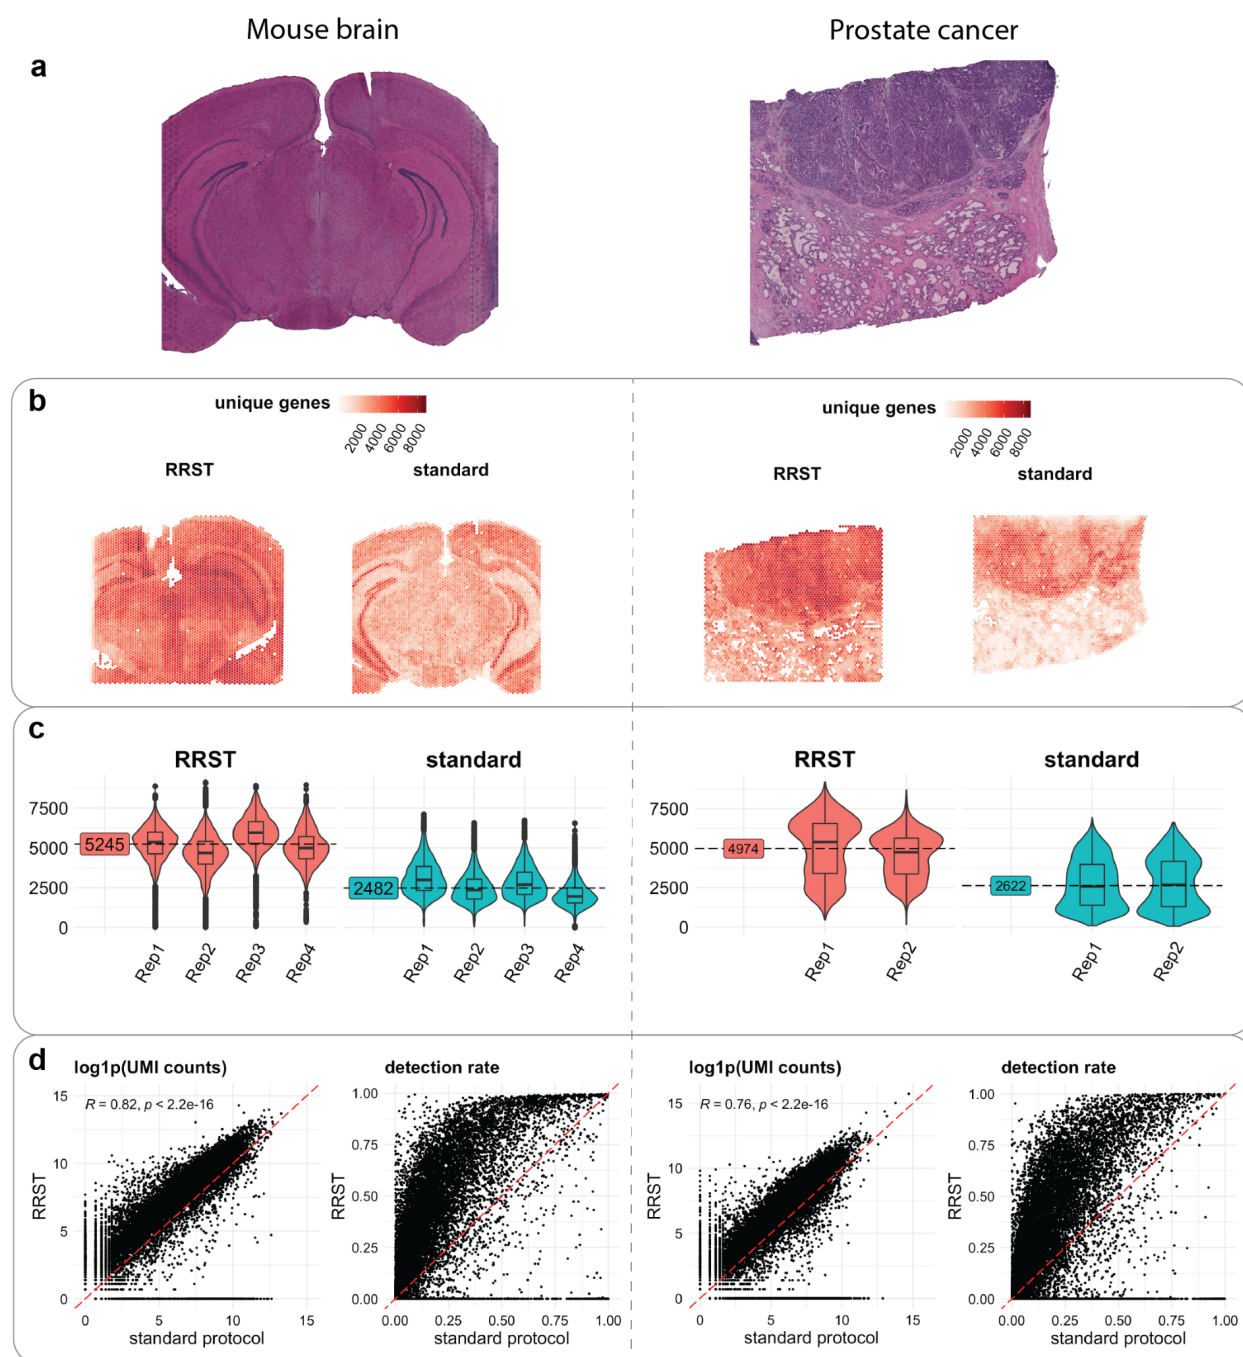 Mouse brain
Prostate cancer
a
b
unique genes
2000 4000 6000 8000
RRST
standard
unique genes
2000 4000 6000 8000
RRST
standard
c
RRST
standard
7500
5000
2500
0
5245
2482
Rep1 Rep2 Rep3 Rep4
Rep1 Rep2 Rep3 Rep4
RRST
standard
7500
5000
2500
0
4974
2622
Rep1 Rep2
Rep1 Rep2
d
log1p(UMI counts)
R = 0.82, p < 2.2e-16
RRST
15
10
5
0
0 5 10 15
standard protocol
detection rate
RRST
1.00
0.75
0.50
0.25
0.00
0.00 0.25 0.50 0.75 1.00
standard protocol
log1p(UMI counts)
R = 0.76, p < 2.2e-16
RRST
15
10
5
0
0 5 10 15
standard protocol
detection rate
RRST
1.00
0.75
0.50
0.25
0.00
0.00 0.25 0.50 0.75 1.00
standard protocol